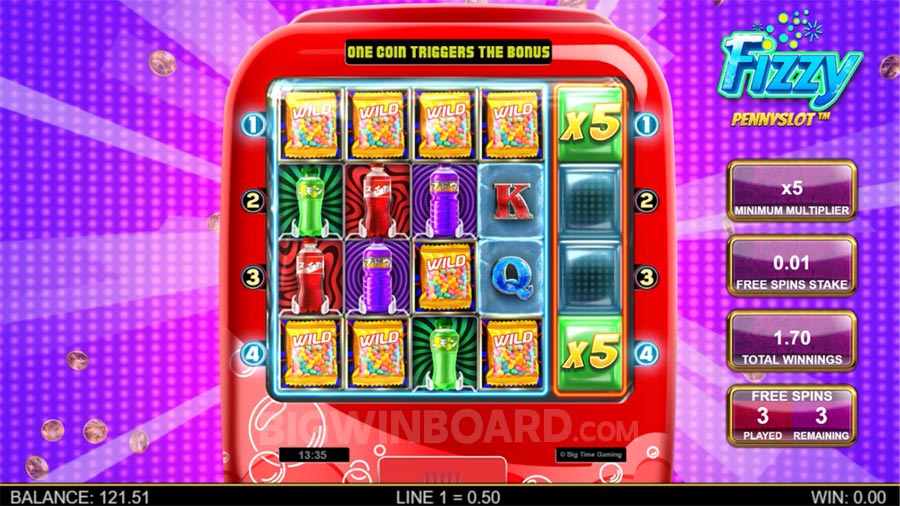 ONE COIN TRIGGERS THE BONUS
Fizzy
PENNYSLOT™
1 WILD WILD WILD WILD x5 1
2 K 2
3 WILD Q 3
4 WILD WILD WILD x5 4
x5
MINIMUM MULTIPLIER
0.01
FREE SPINS STAKE
1.70
TOTAL WINNINGS
FREE SPINS
3 3
PLAYED REMAINING
BIGWINBOARD.COM
13:35
© Big Time Gaming
BALANCE: 121.51 LINE 1 = 0.50 WIN: 0.00